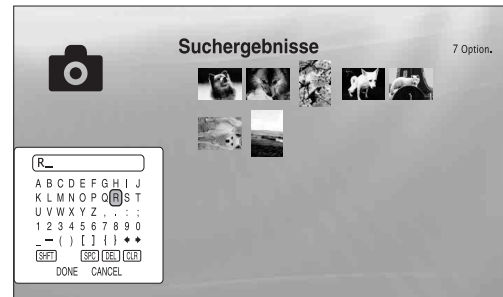 Suchergebnisse
7 Option.
R_
A B C D E F G H I J
K L M N O P Q R S T
U V W X Y Z , . : ;
1 2 3 4 5 6 7 8 9 0
_ - ( ) [ ] { }
SHFT SPC DEL CLR
DONE CANCEL